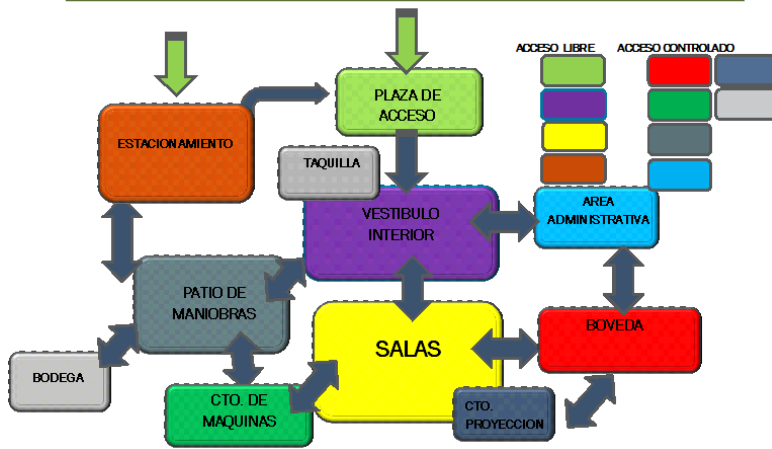 ACCESO LIBRE
ACCESO CONTROLADO
PLAZA DE
ACCESO
ESTACIONAMIENTO
TAQUILLA
VESTIBULO
INTERIOR
AREA
ADMINISTRATIVA
PATIO DE
MANIOBRAS
SALAS
BOVEDA
BODEGA
CTO. DE
MAQUINAS
CTO.
PROYECCION